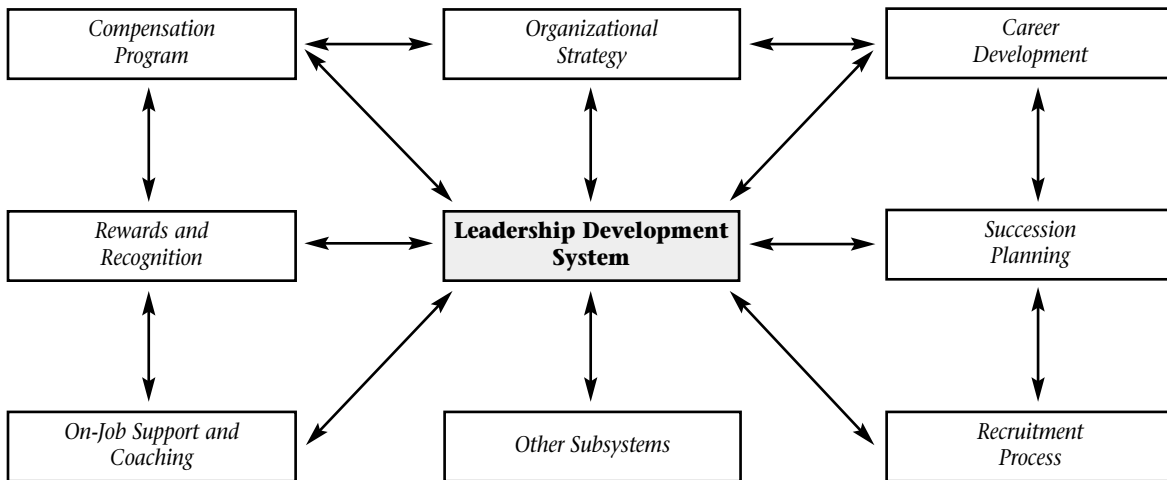 Compensation
Program
Organizational
Strategy
Career
Development
Rewards and
Recognition
Leadership Development
System
Succession
Planning
On-Job Support and
Coaching
Other Subsystems
Recruitment
Process